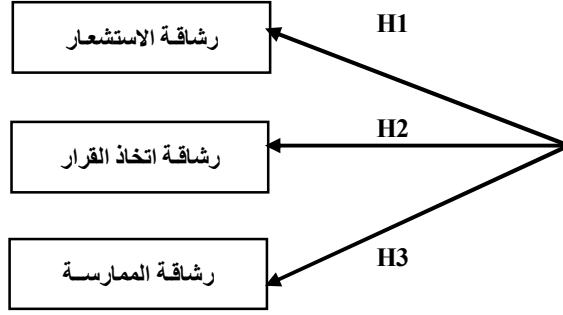 H1
رشاقة الاستشعار
H2
رشاقة اتخاذ القرار
H3
رشاقة الممارسة